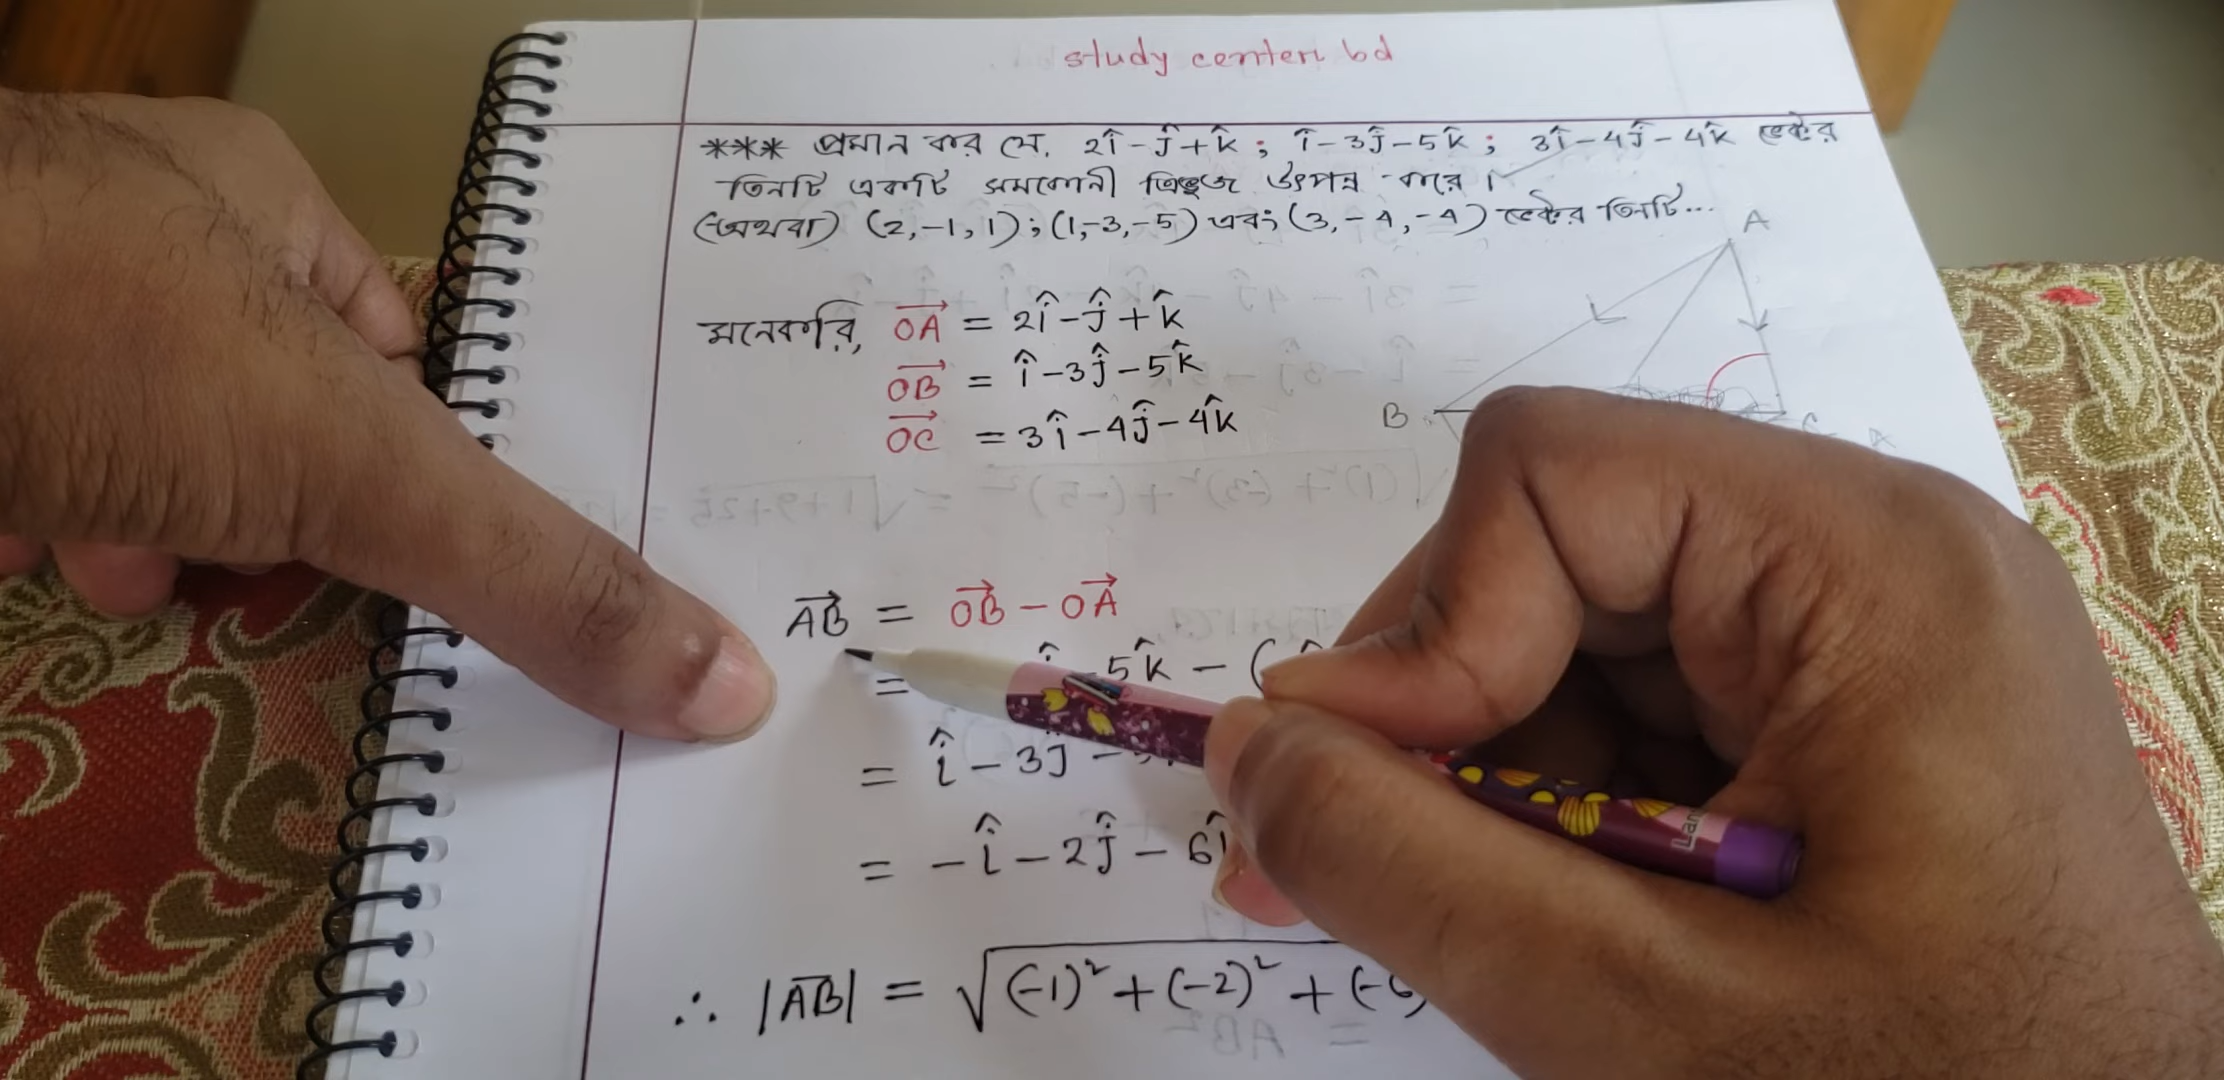 study center bd
*** প্রমান কর যে, 2î - ĵ + k̂ ; î - 3ĵ - 5k̂ ; 3î - 4ĵ - 4k̂ ভেক্টর
তিনটি একটি সমকোনী ত্রিভুজ উৎপন্ন করে।
(অথবা) (2, -1, 1) ; (1, -3, -5) এবং (3, -4, -4) ভেক্টর তিনটি...
A
মনেকরি, OA→ = 2î - ĵ + k̂
OB→ = î - 3ĵ - 5k̂
B C
OC→ = 3î - 4ĵ - 4k̂
AB→ = OB→ - OA→
= 5k̂ - (
= î - 3ĵ -
= - î - 2ĵ - 6
∴ |AB→| = √(-1)² + (-2)² + (-6
Lan